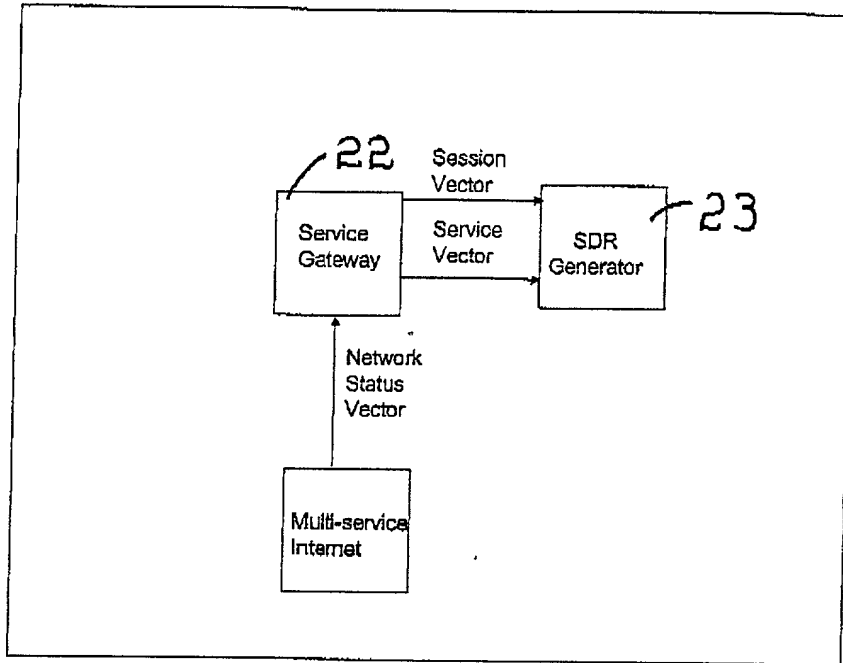 22
Session
Vector
23
Service
Gateway
Service
Vector
SDR
Generator
Network
Status
Vector
Multi-service
Internet